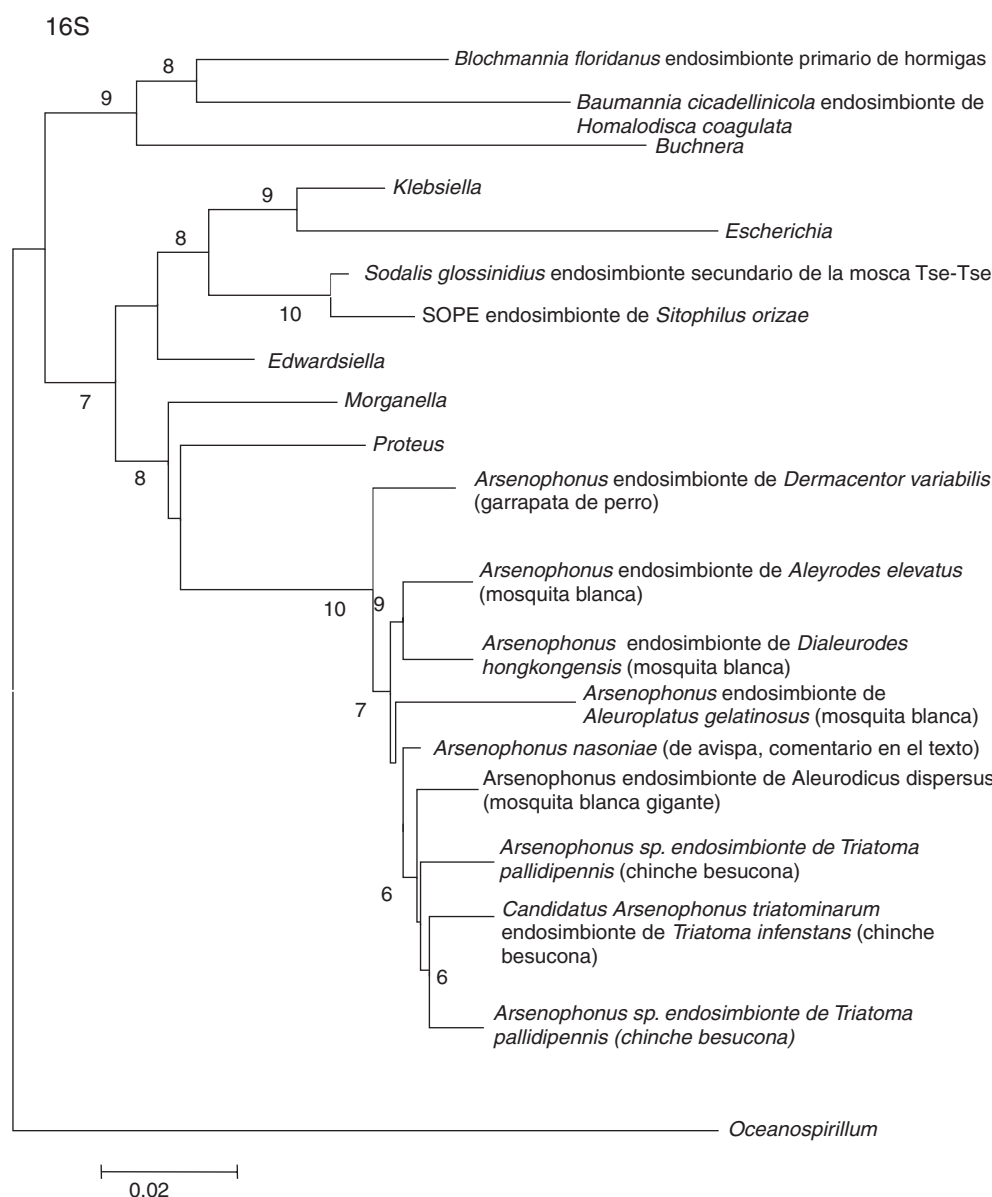 16S
8
Blochmannia floridanus endosimbionte primario de hormigas
9
Baumannia cicadellinicola endosimbionte de
Homalodisca coagulata
Buchnera
Klebsiella
9
Escherichia
8
Sodalis glossinidius endosimbionte secundario de la mosca Tse-Tse
10
SOPE endosimbionte de Sitophilus orizae
Edwardsiella
7
Morganella
Proteus
8
Arsenophonus endosimbionte de Dermacentor variabilis
(garrapata de perro)
Arsenophonus endosimbionte de Aleyrodes elevatus
(mosquita blanca)
10
9
Arsenophonus endosimbionte de Dialeurodes
hongkongensis (mosquita blanca)
7
Arsenophonus endosimbionte de
Aleuroplatus gelatinosus (mosquita blanca)
Arsenophonus nasoniae (de avispa, comentario en el texto)
Arsenophonus endosimbionte de Aleurodicus dispersus
(mosquita blanca gigante)
Arsenophonus sp. endosimbionte de Triatoma
pallidipennis (chinche besucona)
6
Candidatus Arsenophonus triatominarum
endosimbionte de Triatoma infenstans (chinche
besucona)
6
Arsenophonus sp. endosimbionte de Triatoma
pallidipennis (chinche besucona)
Oceanospirillum
0.02